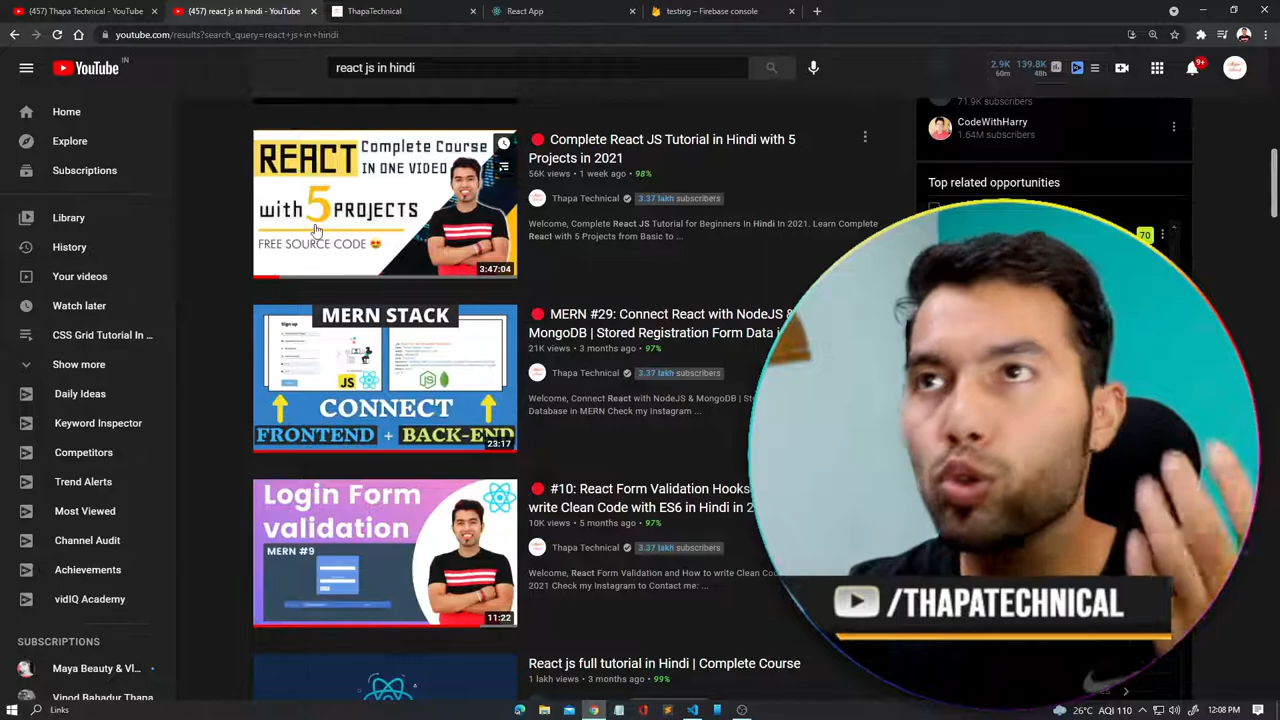 (457) Thapa Technical - YouTube
(457) react js in hindi - YouTube
ThapaTechnical
React App
testing – Firebase console
youtube.com/results?search_query=react+js+in+hindi
YouTube IN
react js in hindi
2.9K 60m
139.8K 48h
9+
Home
Explore
Subscriptions
Library
History
Your videos
Watch later
CSS Grid Tutorial In ...
Show more
Daily Ideas
Keyword Inspector
Competitors
Trend Alerts
Most Viewed
Channel Audit
Achievements
vidIQ Academy
SUBSCRIPTIONS
Maya Beauty & Vl...
Vinod Bahadur Thapa
REACT Complete Course
IN ONE VIDEO
with 5 PROJECTS
FREE SOURCE CODE 😍
3:47:04
🔴 Complete React JS Tutorial in Hindi with 5
Projects in 2021
56K views • 1 week ago • 98%
Thapa Technical 3.37 lakh subscribers
Welcome, Complete React JS Tutorial for Beginners in Hindi In 2021. Learn Complete
React with 5 Projects from Basic to ...
MERN STACK
Sign up
JS
CONNECT
FRONTEND + BACK-END
23:17
🔴 MERN #29: Connect React with NodeJS &
MongoDB | Stored Registration Form Data i
21K views • 3 months ago • 97%
Thapa Technical 3.37 lakh subscribers
Welcome, Connect React with NodeJS & MongoDB | St
Database in MERN Check my Instagram ...
Login Form
validation
MERN #9
11:22
🔴 #10: React Form Validation Hooks
write Clean Code with ES6 in Hindi in 2
10K views • 5 months ago • 97%
Thapa Technical 3.37 lakh subscribers
Welcome, React Form Validation and How to write Clean Co
2021 Check my Instagram to Contact me: ...
React js full tutorial in Hindi | Complete Course
1 lakh views • 3 months ago • 99%
71.9K subscribers
CodeWithHarry
1.64M subscribers
Top related opportunities
70
/THAPATECHNICAL
Links
26°C AQI 110
12:08 PM